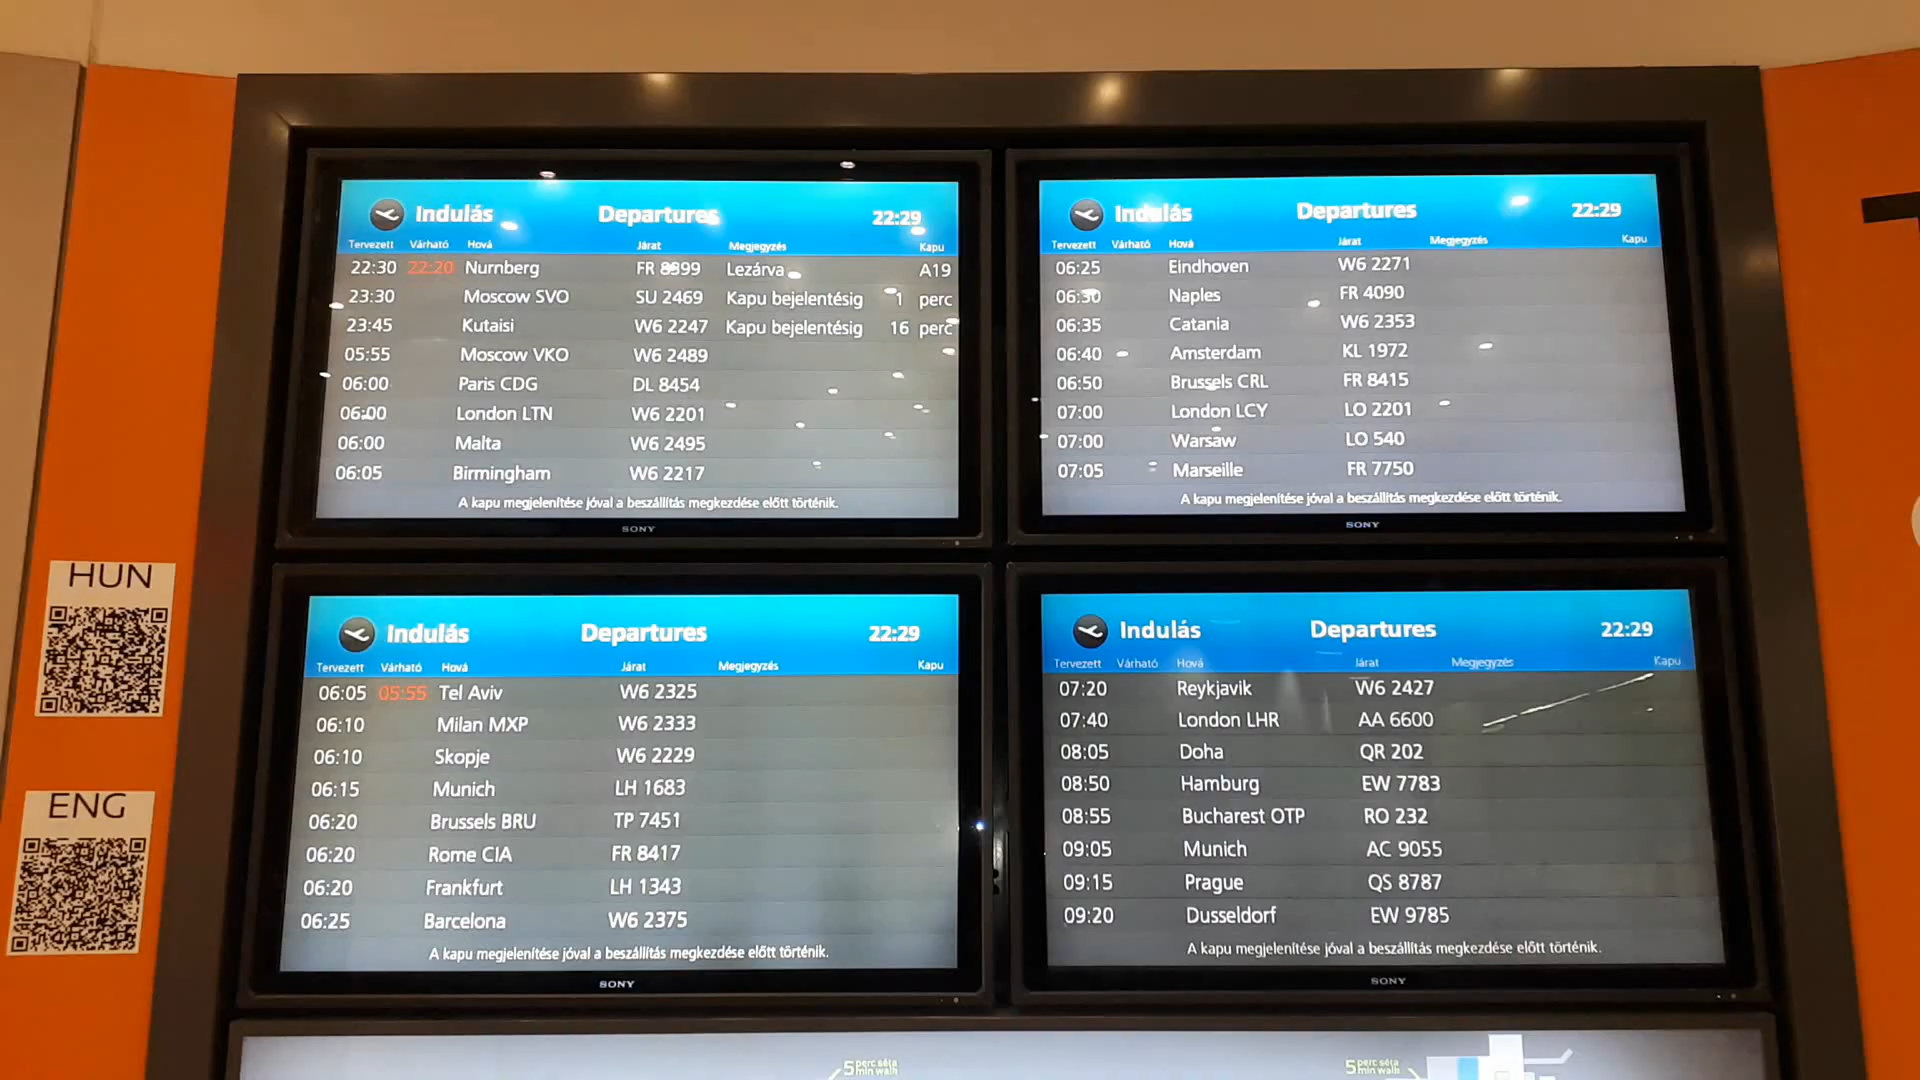 Indulás Departures 22:29
Tervezett Várható Hová Járat Megjegyzés Kapu
22:30 22:20 Nurnberg FR 8399 Lezárva A19
23:30 Moscow SVO SU 2469 Kapu bejelentésig 1 perc
23:45 Kutaisi W6 2247 Kapu bejelentésig 16 perc
05:55 Moscow VKO W6 2489
06:00 Paris CDG DL 8454
06:00 London LTN W6 2201
06:00 Malta W6 2495
06:05 Birmingham W6 2217
A kapu megjelenítése jóval a beszállítás megkezdése előtt történik.
SONY
Indulás Departures 22:29
Tervezett Várható Hová Járat Megjegyzés Kapu
06:25 Eindhoven W6 2271
06:30 Naples FR 4090
06:35 Catania W6 2353
06:40 Amsterdam KL 1972
06:50 Brussels CRL FR 8415
07:00 London LCY LO 2201
07:00 Warsaw LO 540
07:05 Marseille FR 7750
A kapu megjelenítése jóval a beszállítás megkezdése előtt történik.
SONY
HUN
ENG
Indulás Departures 22:29
Tervezett Várható Hová Járat Megjegyzés Kapu
06:05 05:55 Tel Aviv W6 2325
06:10 Milan MXP W6 2333
06:10 Skopje W6 2229
06:15 Munich LH 1683
06:20 Brussels BRU TP 7451
06:20 Rome CIA FR 8417
06:20 Frankfurt LH 1343
06:25 Barcelona W6 2375
A kapu megjelenítése jóval a beszállítás megkezdése előtt történik.
SONY
Indulás Departures 22:29
Tervezett Várható Hová Járat Megjegyzés Kapu
07:20 Reykjavik W6 2427
07:40 London LHR AA 6600
08:05 Doha QR 202
08:50 Hamburg EW 7783
08:55 Bucharest OTP RO 232
09:05 Munich AC 9055
09:15 Prague QS 8787
09:20 Dusseldorf EW 9785
A kapu megjelenítése jóval a beszállítás megkezdése előtt történik.
SONY
5 perc séta
min walk
5 perc séta
min walk